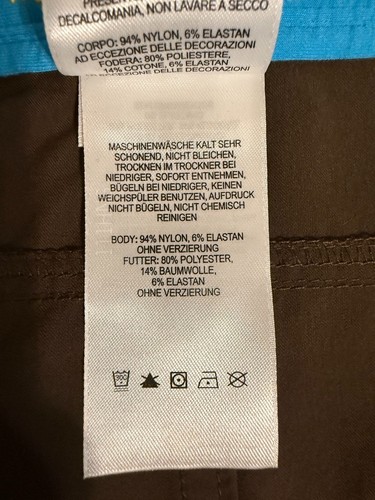 DECALCOMANIA, NON LAVARE A SECCO
CORPO: 94% NYLON, 6% ELASTAN
AD ECCEZIONE DELLE DECORAZIONI
FODERA: 80% POLIESTERE,
14% COTONE, 6% ELASTAN
AD ECCEZIONE DELLE DECORAZIONI
MASCHINENWÄSCHE KALT SEHR
SCHONEND, NICHT BLEICHEN,
TROCKNEN IM TROCKNER BEI
NIEDRIGER, SOFORT ENTNEHMEN,
BÜGELN BEI NIEDRIGER, KEINEN
WEICHSPÜLER BENUTZEN, AUFDRUCK
NICHT BÜGELN, NICHT CHEMISCH
REINIGEN
BODY: 94% NYLON, 6% ELASTAN
OHNE VERZIERUNG
FUTTER: 80% POLYESTER,
14% BAUMWOLLE,
6% ELASTAN
OHNE VERZIERUNG